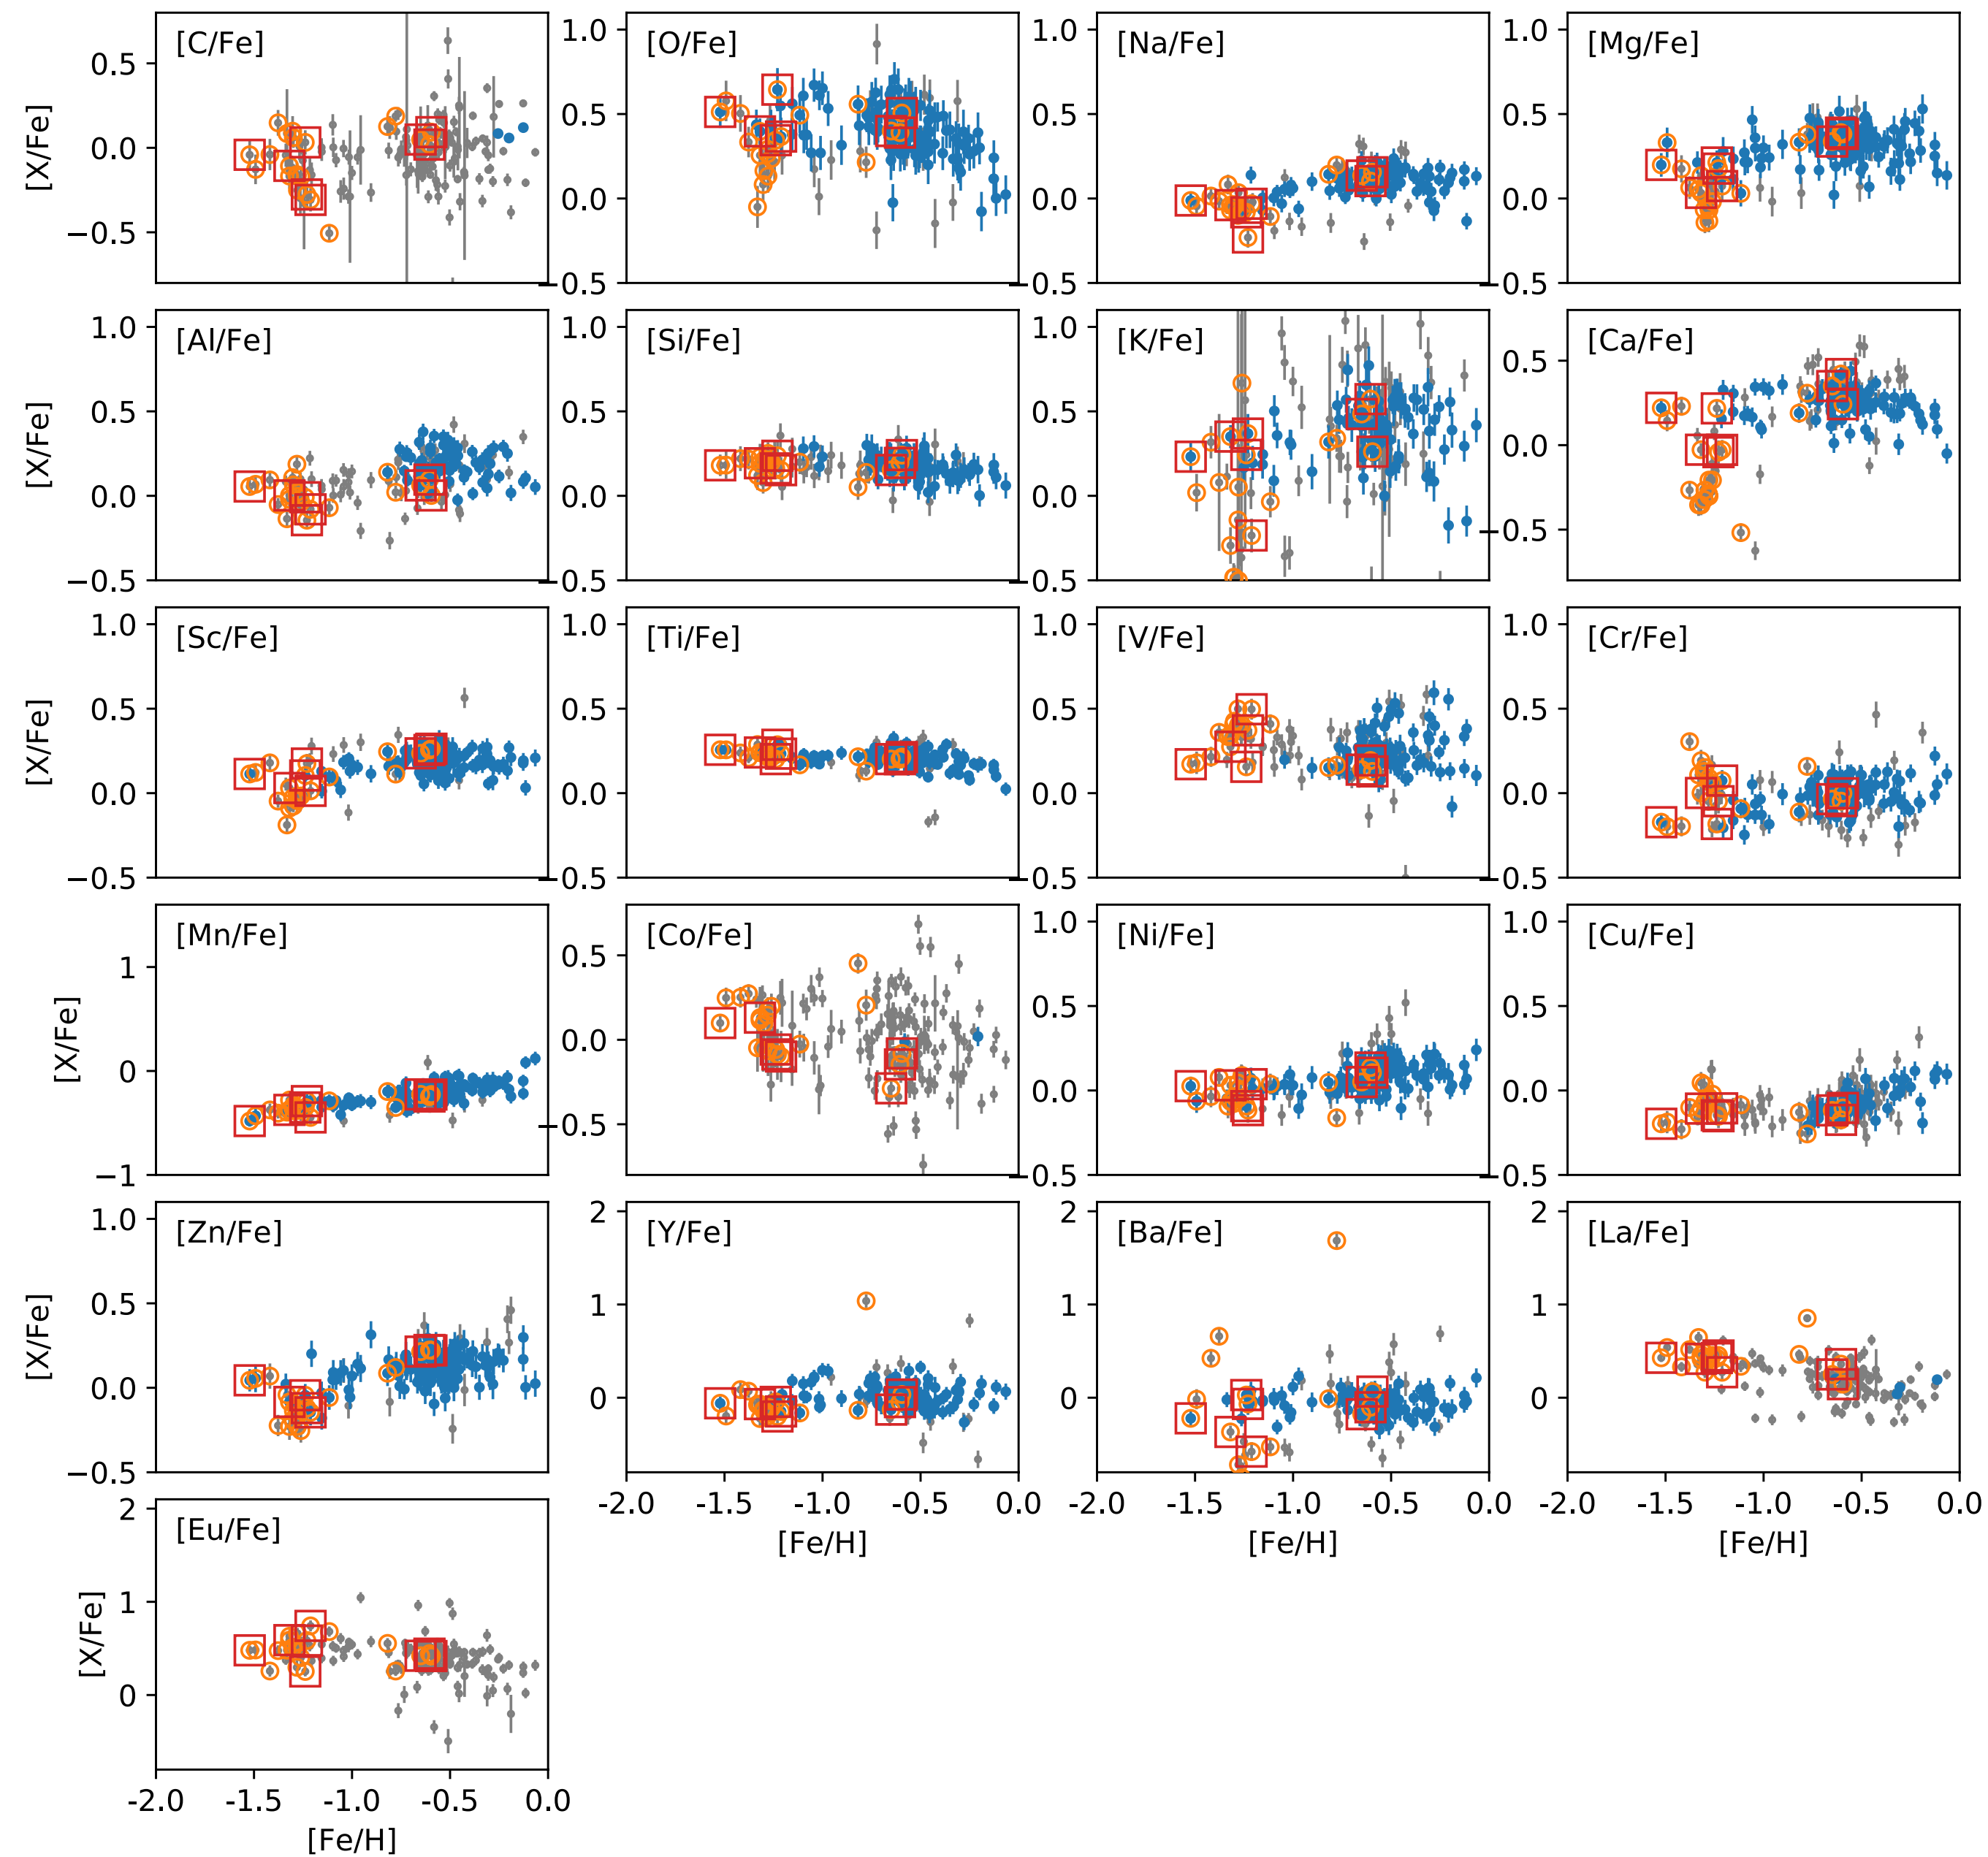 [C/Fe] [O/Fe] [Na/Fe] [Mg/Fe]
[X/Fe]
0.5 0.0 −0.5
1.0 0.5 0.0 −0.5
1.0 0.5 0.0 −0.5
1.0 0.5 0.0 −0.5
[Al/Fe] [Si/Fe] [K/Fe] [Ca/Fe]
[X/Fe]
1.0 0.5 0.0 −0.5
1.0 0.5 0.0 −0.5
1.0 0.5 0.0 −0.5
0.5 0.0 −0.5
[Sc/Fe] [Ti/Fe] [V/Fe] [Cr/Fe]
[X/Fe]
1.0 0.5 0.0 −0.5
1.0 0.5 0.0 −0.5
1.0 0.5 0.0 −0.5
1.0 0.5 0.0 −0.5
[Mn/Fe] [Co/Fe] [Ni/Fe] [Cu/Fe]
[X/Fe]
1 0 −1
0.5 0.0 −0.5
1.0 0.5 0.0 −0.5
1.0 0.5 0.0 −0.5
[Zn/Fe] [Y/Fe] [Ba/Fe] [La/Fe]
[X/Fe]
1.0 0.5 0.0 −0.5
2 1 0
2 1 0
2 1 0
-2.0 -1.5 -1.0 -0.5 0.0
-2.0 -1.5 -1.0 -0.5 0.0
-2.0 -1.5 -1.0 -0.5 0.0
[Fe/H] [Fe/H] [Fe/H]
[Eu/Fe]
[X/Fe]
2 1 0
-2.0 -1.5 -1.0 -0.5 0.0
[Fe/H]